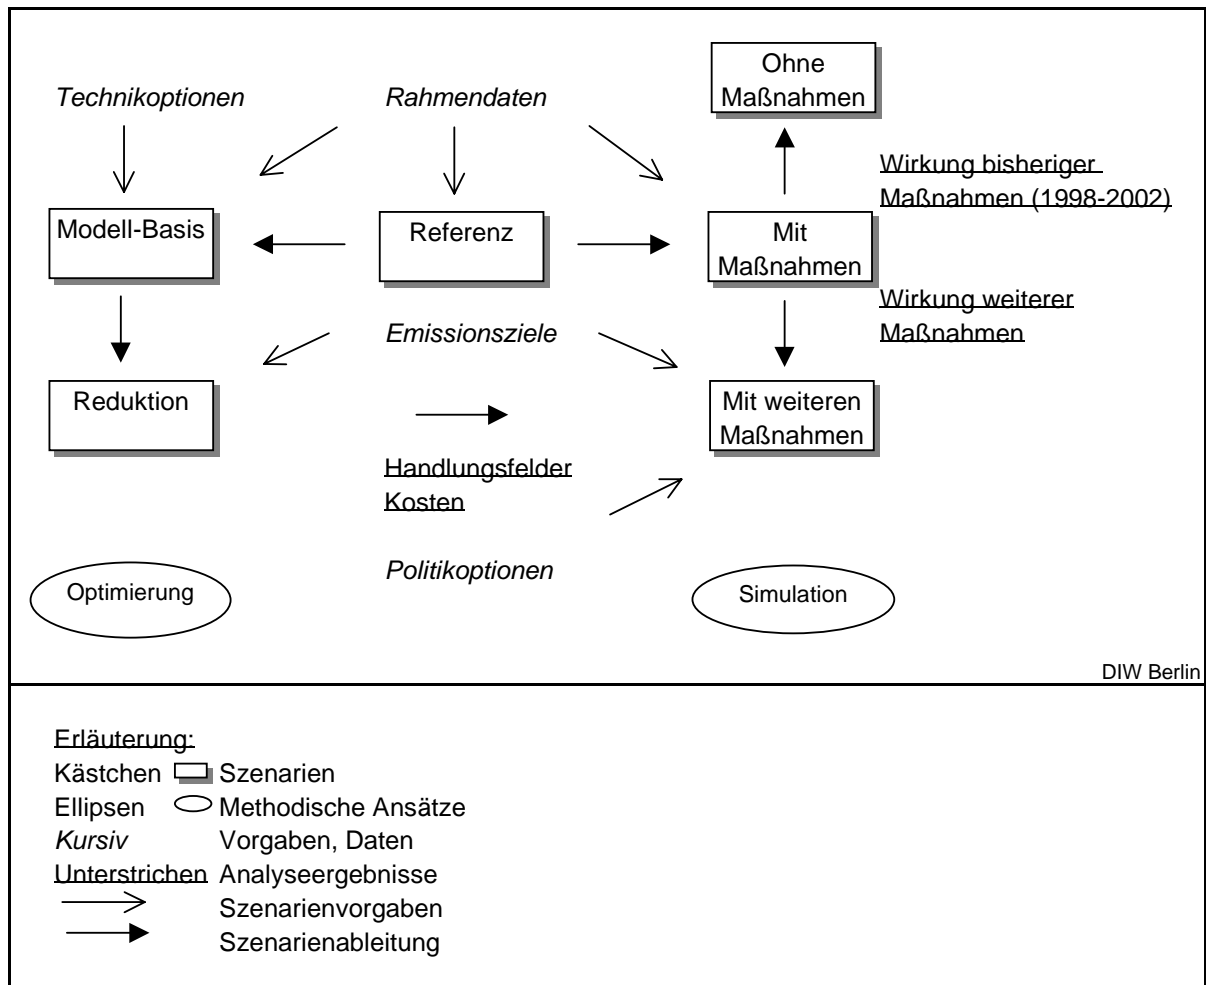 Technikoptionen
Rahmendaten
Ohne
Maßnahmen
Wirkung bisheriger
Maßnahmen (1998-2002)
Modell-Basis
Referenz
Mit
Maßnahmen
Wirkung weiterer
Maßnahmen
Emissionsziele
Reduktion
Mit weiteren
Maßnahmen
Handlungsfelder
Kosten
Politikoptionen
Optimierung
Simulation
DIW Berlin
Erläuterung:
Kästchen Szenarien
Ellipsen Methodische Ansätze
Kursiv Vorgaben, Daten
Unterstrichen Analyseergebnisse
Szenarienvorgaben
Szenarienableitung